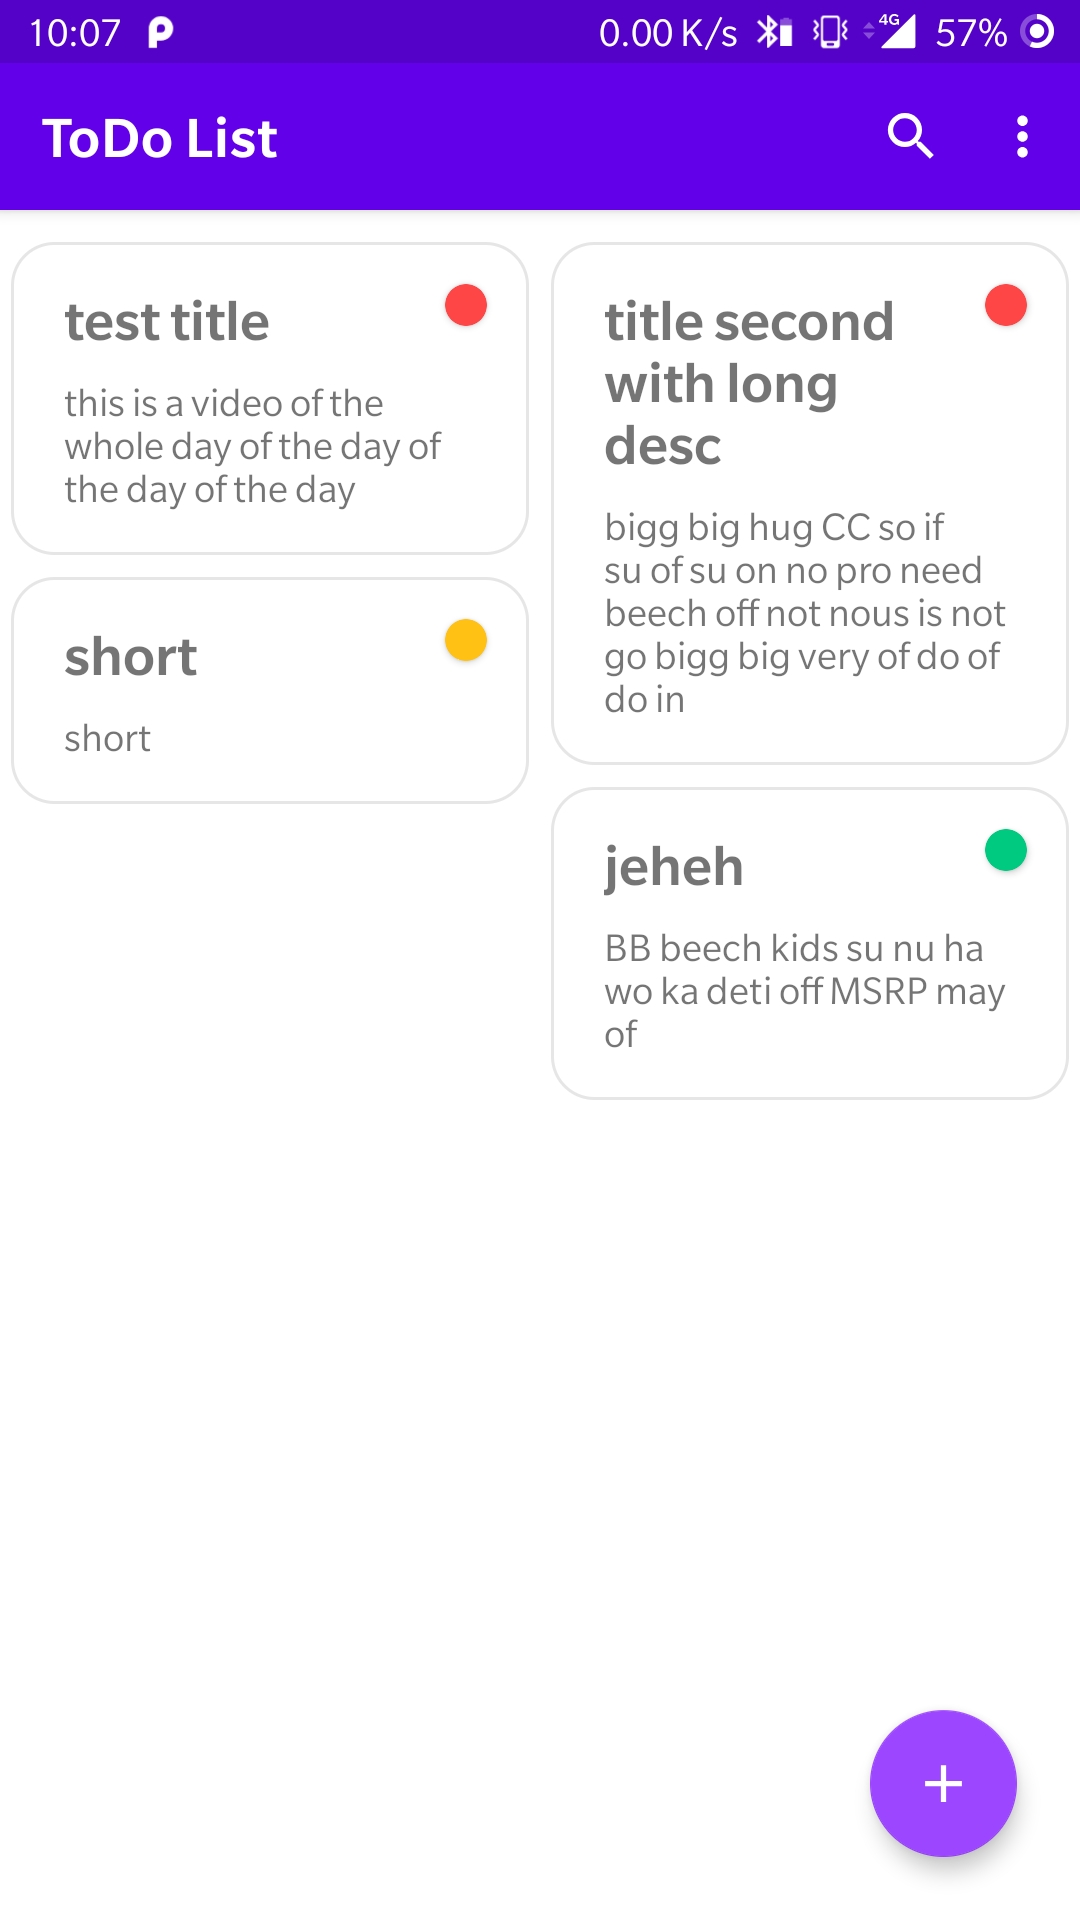 10:07
0.00 K/s
4G
57%
ToDo List
test title
this is a video of the
whole day of the day of
the day of the day
short
short
title second
with long
desc
bigg big hug CC so if
su of su on no pro need
beech off not nous is not
go bigg big very of do of
do in
jeheh
BB beech kids su nu ha
wo ka deti off MSRP may
of